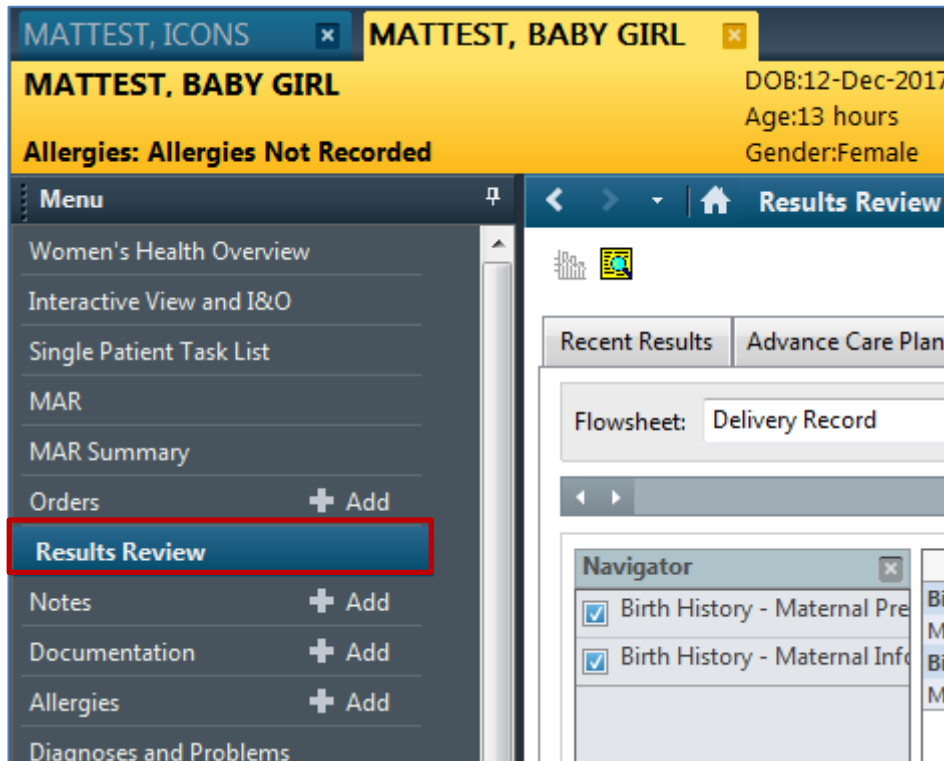 MATTEST, ICONS
MATTEST, BABY GIRL
MATTEST, BABY GIRL
DOB:12-Dec-2017
Age:13 hours
Allergies: Allergies Not Recorded
Gender:Female
Menu
Women's Health Overview
Interactive View and I&O
Single Patient Task List
MAR
MAR Summary
Orders Add
Results Review
Notes Add
Documentation Add
Allergies Add
Diagnoses and Problems
Results Review
Recent Results
Advance Care Plan
Flowsheet: Delivery Record
Navigator
Birth History - Maternal Pre
Birth History - Maternal Info
Bi
M
Bi
M